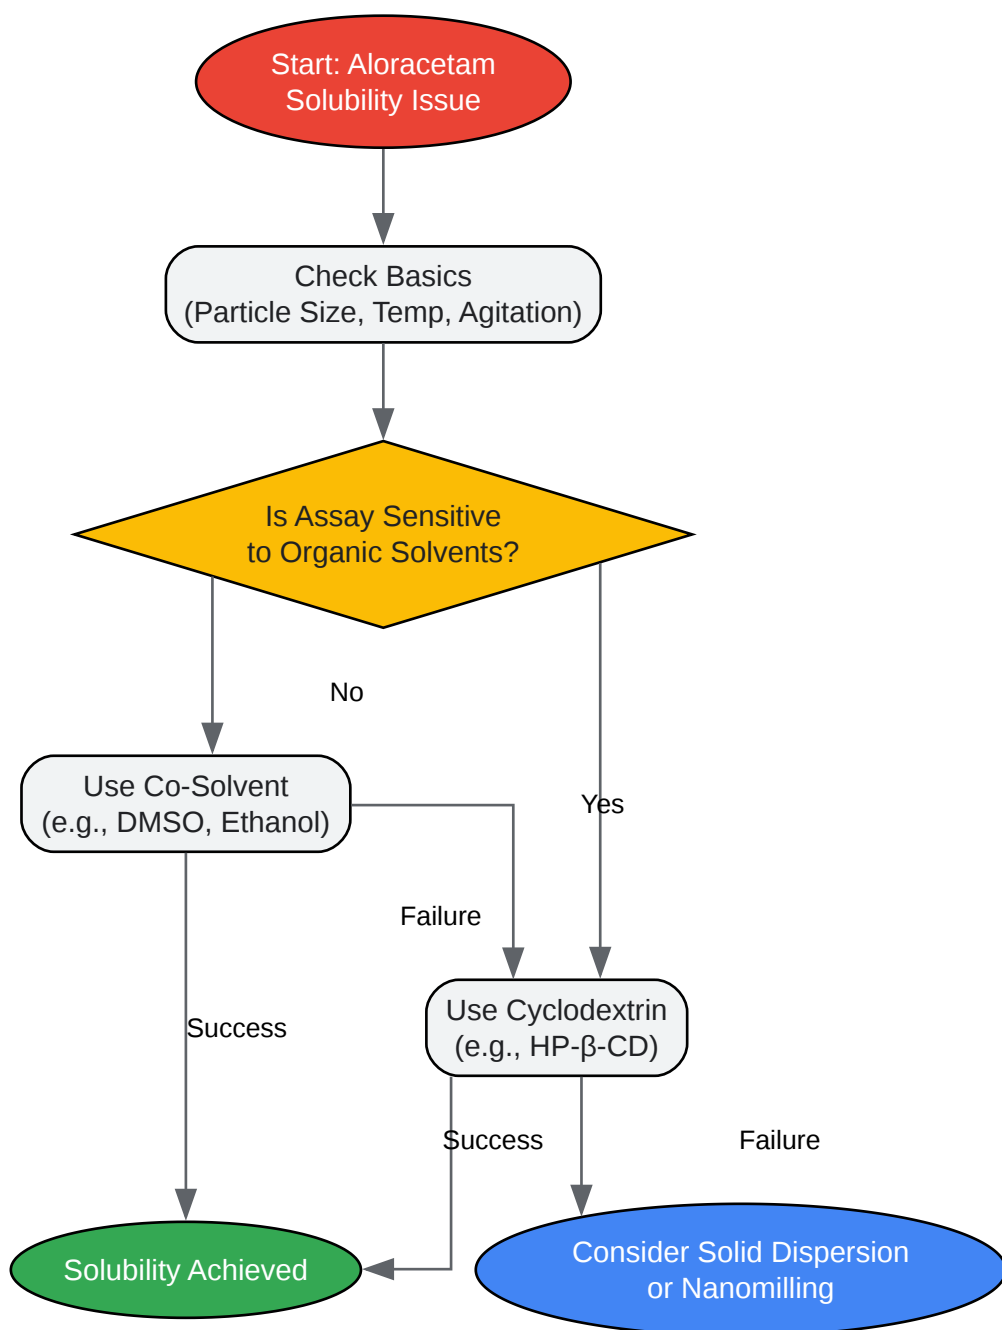 Start: Aloracetam
Solubility Issue
Check Basics
(Particle Size, Temp, Agitation)
Is Assay Sensitive
to Organic Solvents?
No
Use Co-Solvent
(e.g., DMSO, Ethanol)
Yes
Failure
Use Cyclodextrin
(e.g., HP-β-CD)
Success
Success
Failure
Solubility Achieved
Consider Solid Dispersion
or Nanomilling